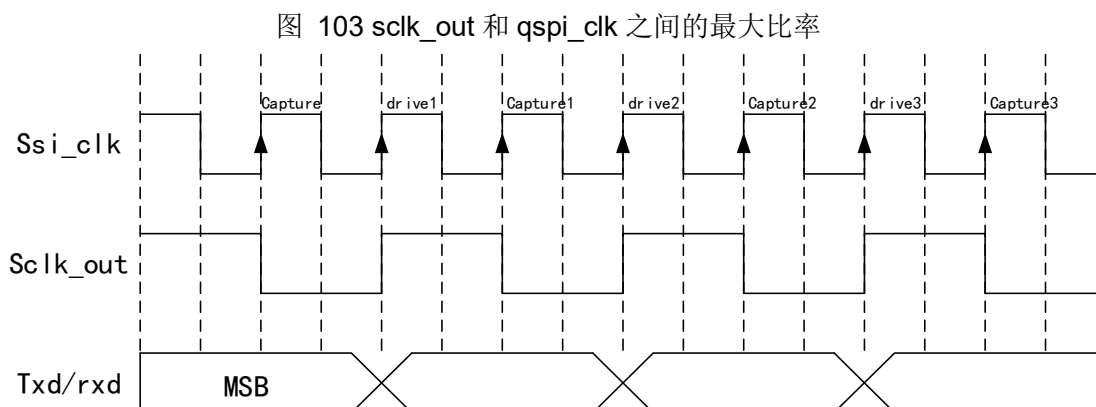 图 103 sclk_out 和 qspi_clk 之间的最大比率
Capture drive1 Capture1 drive2 Capture2 drive3 Capture3
Ssi_clk
Sclk_out
Txd/rxd MSB